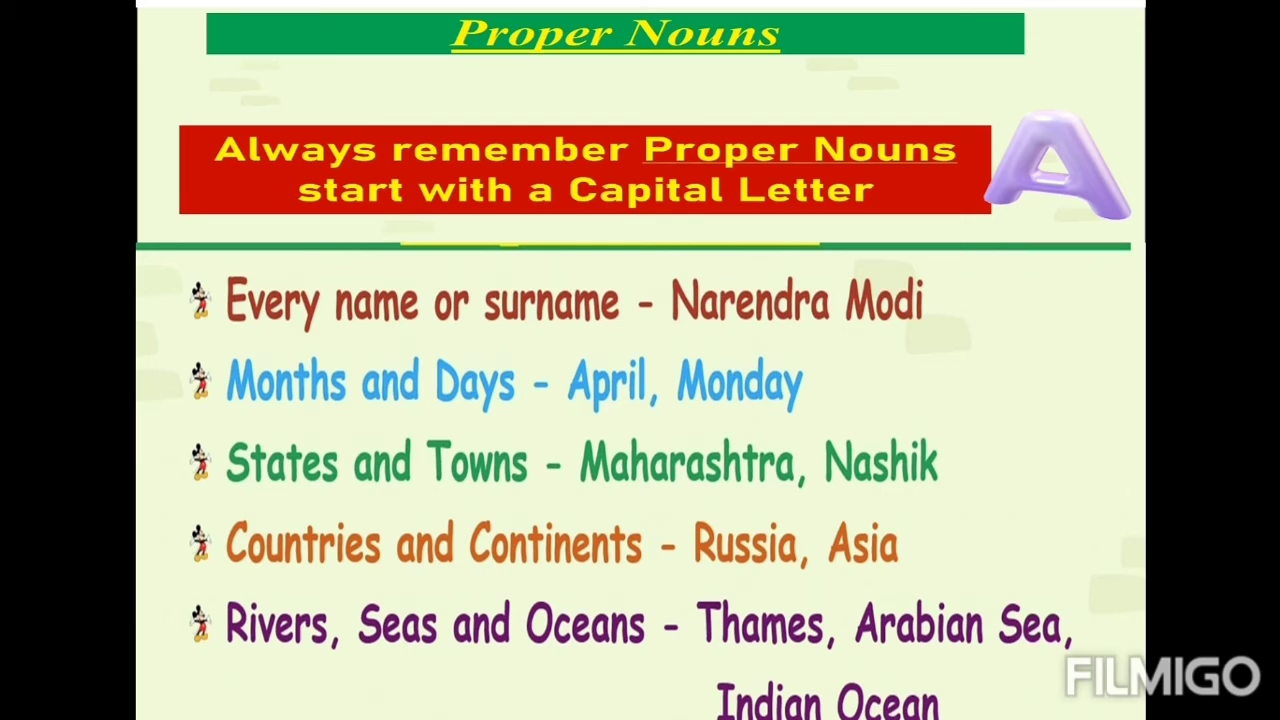 Proper Nouns
Always remember Proper Nouns
start with a Capital Letter
A
Every name or surname - Narendra Modi
Months and Days - April, Monday
States and Towns - Maharashtra, Nashik
Countries and Continents - Russia, Asia
Rivers, Seas and Oceans - Thames, Arabian Sea,
Indian Ocean
FILMIGO